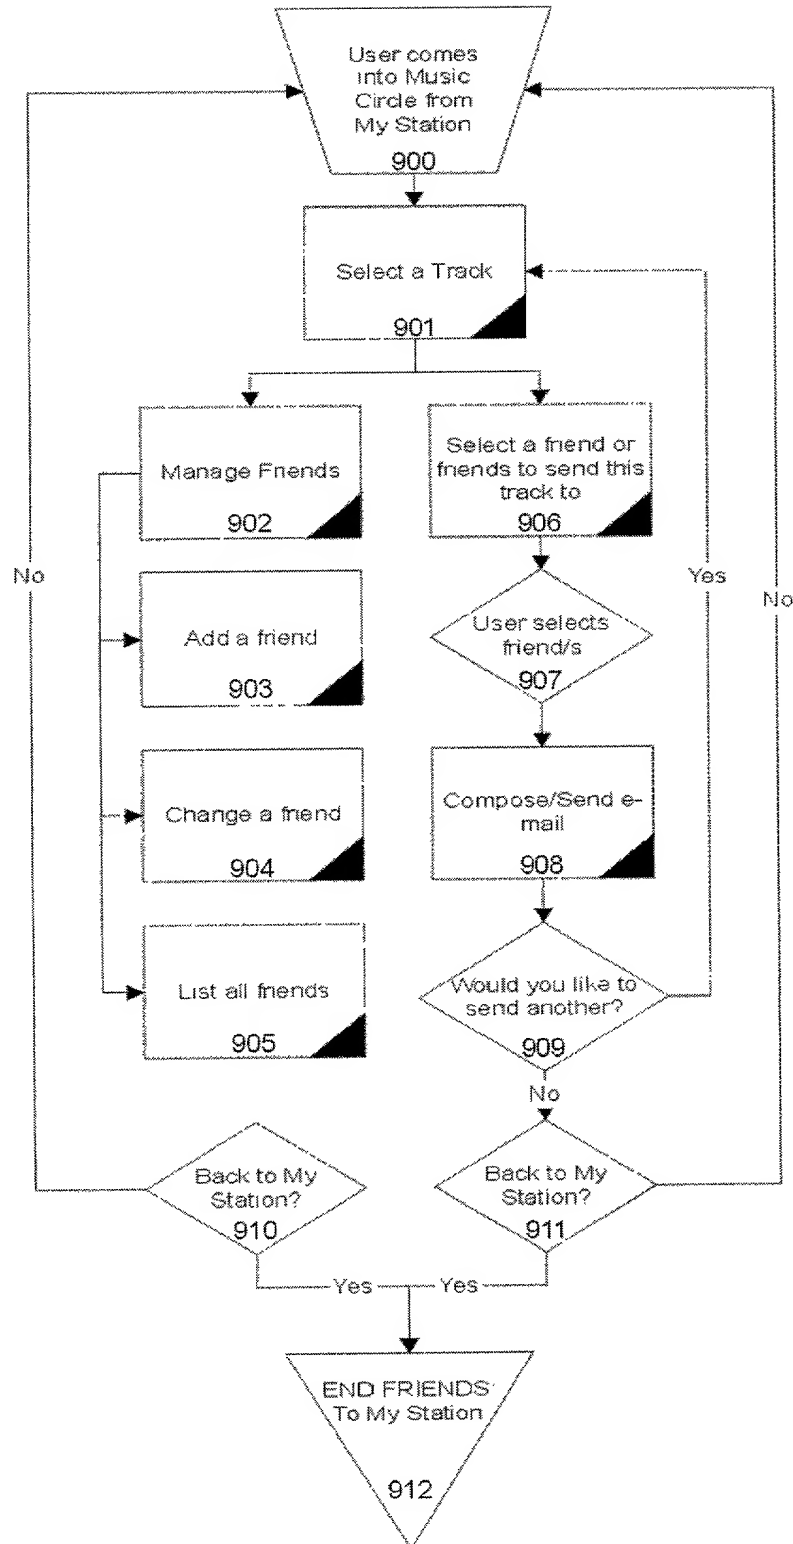 User comes
into Music
Circle from
My Station
900
Select a Track
901
Manage Friends
902
Select a friend or
friends to send this
track to
906
No
Add a friend
903
User selects
friend/s
907
Yes
No
Change a friend
904
Compose/Send e-
mail
908
List all friends
905
Would you like to
send another?
909
No
Back to My
Station?
910
Back to My
Station?
911
Yes
Yes
END FRIENDS
To My Station
912